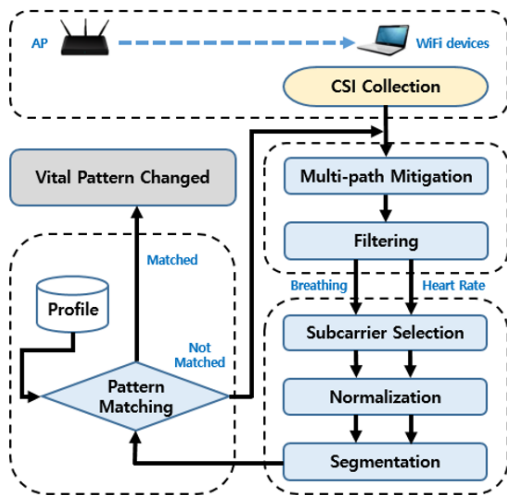 AP
WiFi devices
CSI Collection
Vital Pattern Changed
Multi-path Mitigation
Filtering
Matched
Breathing
Heart Rate
Profile
Not
Matched
Subcarrier Selection
Pattern
Matching
Normalization
Segmentation